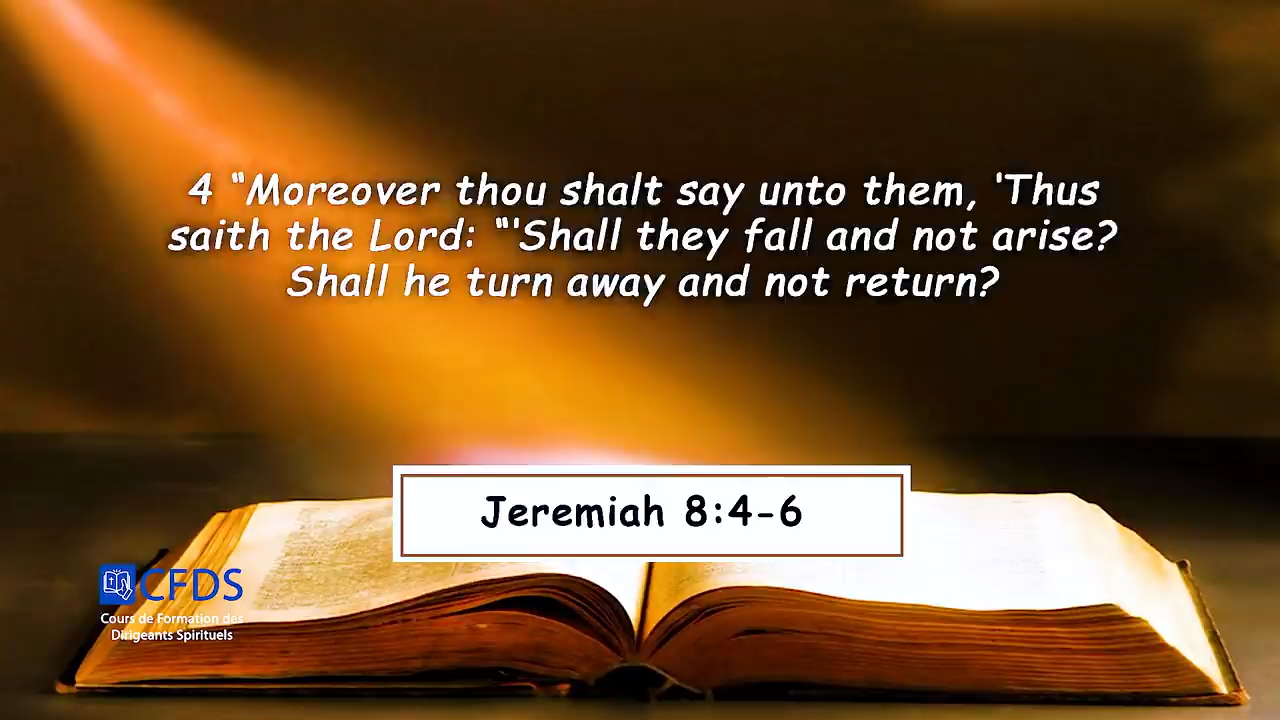 4 “Moreover thou shalt say unto them, ‘Thus
saith the Lord: “‘Shall they fall and not arise?
Shall he turn away and not return?
Jeremiah 8:4-6
CFDS
Cours de Formation des
Dirigeants Spirituels